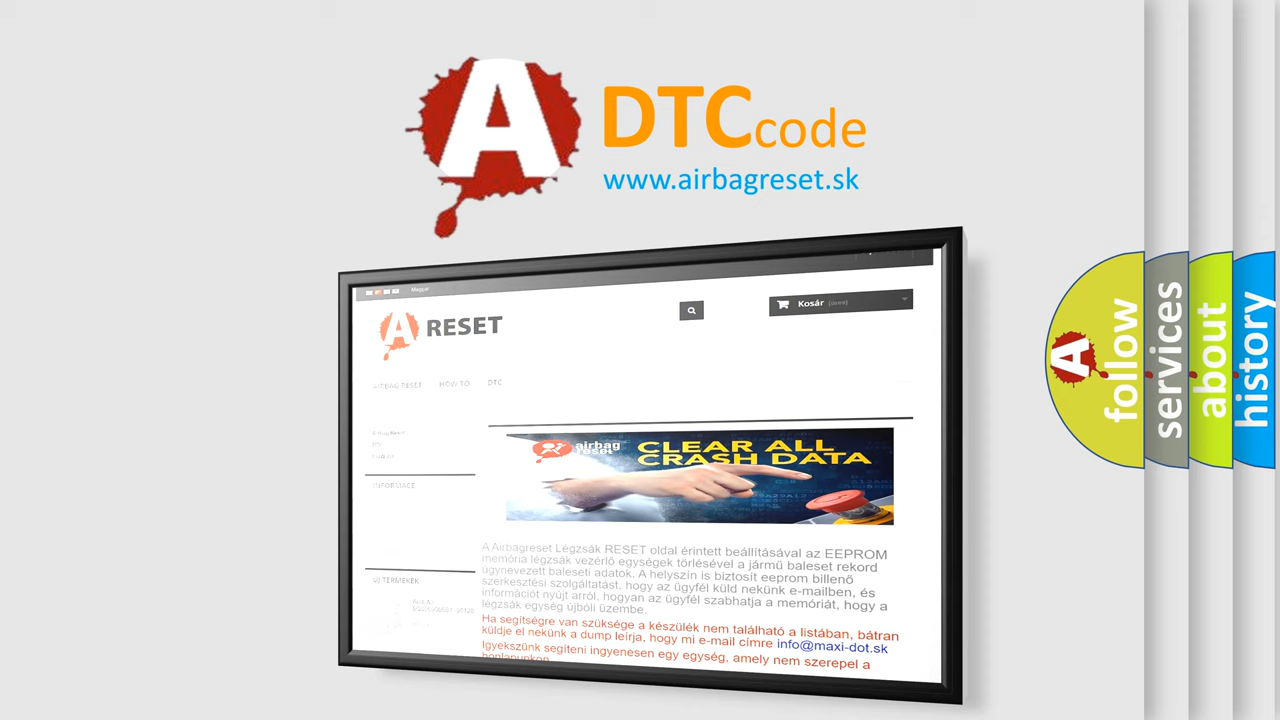 A
DTC code
www.airbagreset.sk
Magyar
A RESET
Kosár (üres)
AIRBAG RESET HOW TO DTC
INFORMACE
airbag
reset
CLEAR ALL
CRASH DATA
A Airbagreset Légzsák RESET oldal érintett beállításával az EEPROM
memória légzsák vezérlő egységek törlésével a jármű baleset rekord
úgynevezett baleseti adatok. A helyszín is biztosít eeprom billenő
szerkesztési szolgáltatást, hogy az ügyfél küld nekünk e-mailben, és
információt nyújt arról, hogyan az ügyfél szabhatja a memóriát, hogy a
légzsák egység újbóli üzembe.
Ha segítségre van szüksége a készülék nem található a listában, bátran
küldje el nekünk a dump leírja, hogy mi e-mail címre info@maxi-dot.sk
Igyekszünk segíteni ingyenesen egy egység, amely nem szerepel a
honlapunkon
ÚJ TERMÉKEK
A
follow
services
about
history